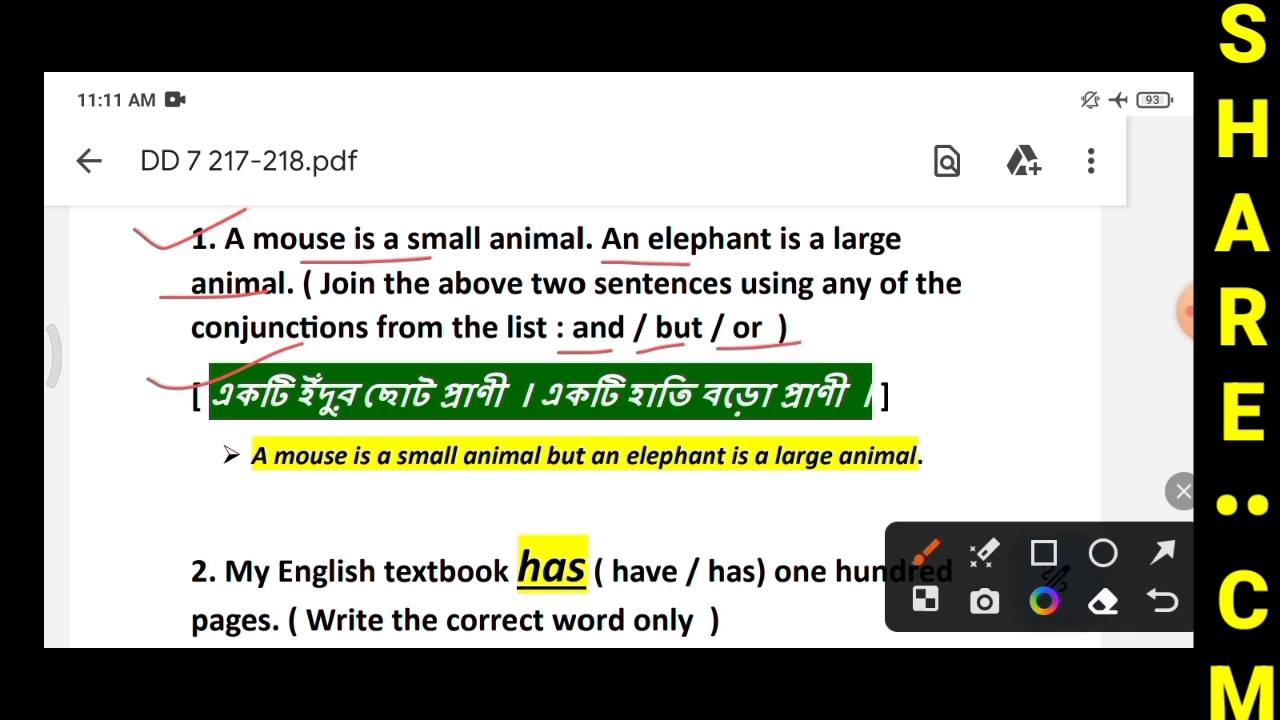 11:11 AM
93
DD 7 217-218.pdf
1. A mouse is a small animal. An elephant is a large
animal. ( Join the above two sentences using any of the
conjunctions from the list : and / but / or )
[ একটি ইঁদুর ছোট প্রাণী । একটি হাতি বড়ো প্রাণী । ]
➢ A mouse is a small animal but an elephant is a large animal.
2. My English textbook has ( have / has) one hundred
pages. ( Write the correct word only )
SHARE..CM